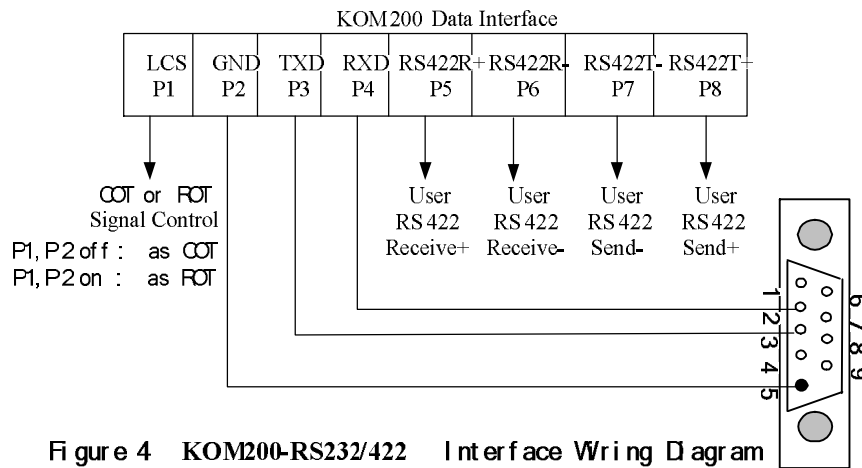 KOM200 Data Interface
LCS GND TXD RXD RS422R+ RS422R- RS422T- RS422T+
P1 P2 P3 P4 P5 P6 P7 P8
COT or ROT
Signal Control
P1, P2 off : as COT
P1, P2 on : as ROT
User RS422 Receive+
User RS422 Receive-
User RS422 Send-
User RS422 Send+
1 2 3 4 5
6 7 8 9
Figure 4 KOM200-RS232/422 Interface Wring Diagram